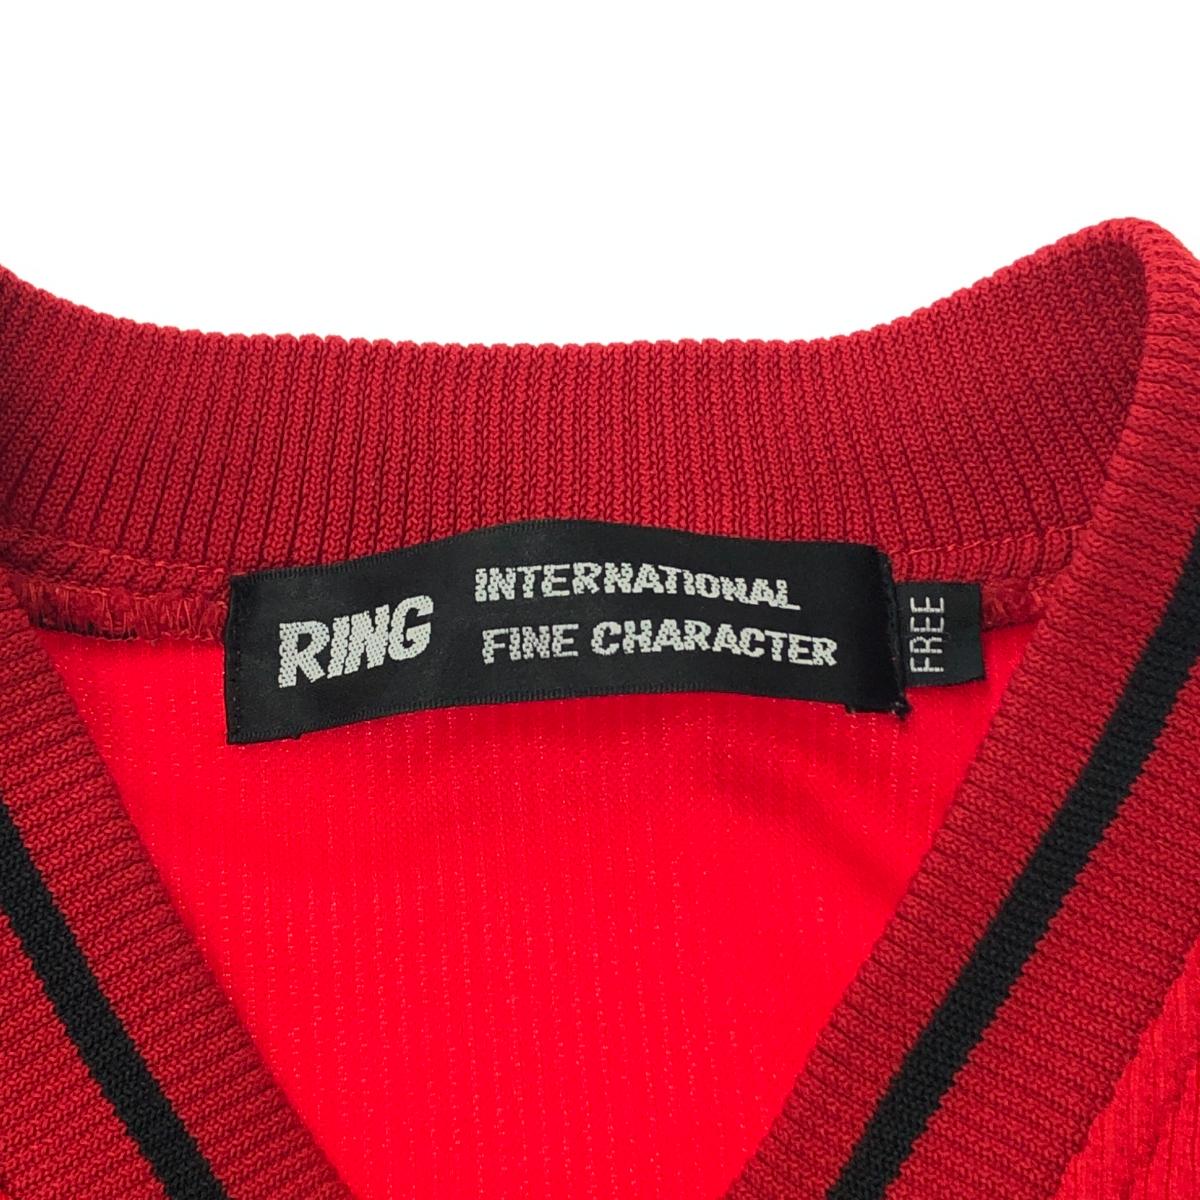 RING
INTERNATIONAL
FINE CHARACTER
FREE